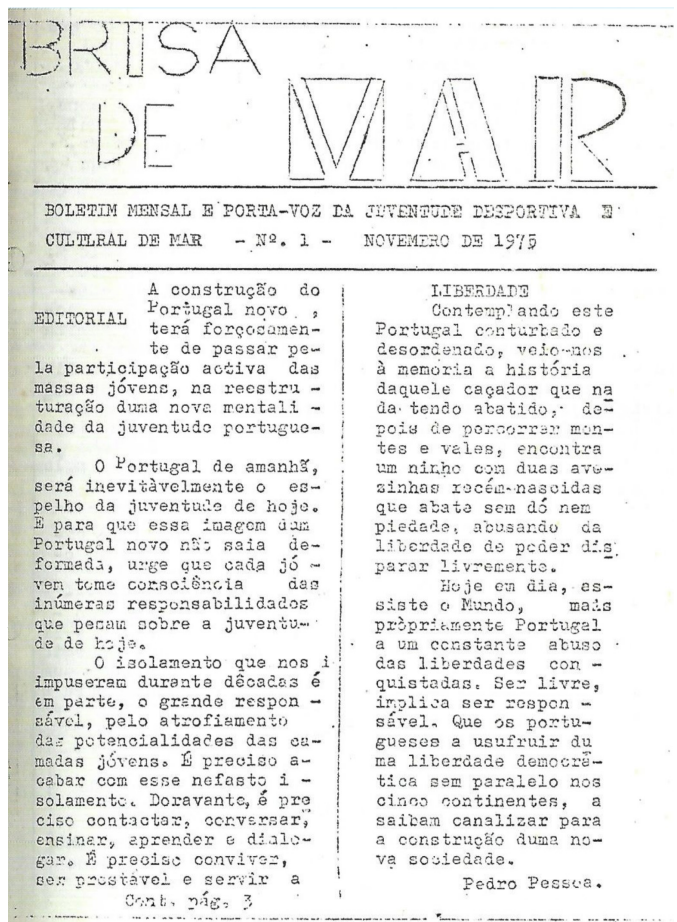 BRISA
DE MAR
BOLETIM MENSAL E PORTA-VOZ DA JUVENTUDE DESPORTIVA E
CULTURAL DE MAR - Nº. 1 - NOVEMBRO DE 1975
EDITORIAL
A construção do
Portugal novo ,
terá forçosamen-
te de passar pe-
la participação activa das
massas jóvens, na reestru -
turação duma nova mentali -
dade da juventude portugue-
sa.
O Portugal de amanhã,
será inevitàvelmente o es-
pelho da juventude de hoje.
E para que essa imagem dum
Portugal novo não saia de-
formada, urge que cada jó -
vem tome consciência das
inúmeras responsabilidades
que pesam sobre a juventu-
de de hoje.
O isolamento que nos i
impuseram durante décadas é
em parte, o grande respon -
sável, pelo atrofiamento
das potencialidades das ca-
madas jóvens. É preciso a-
cabar com esse nefasto i -
solamento. Doravante, é pre
ciso contactar, conversar,
ensinar, aprender e dialo-
gar. É preciso conviver,
ser prestável e servir a
Cont. pág. 3
LIBERDADE
Contemplando este
Portugal conturbado e
desordenado, veio-nos
à memória a história
daquele caçador que na
da tendo abatido, de-
pois de percorrer mon-
tes e vales, encontra
um ninho com duas ave-
sinhas recém-nascidas
que abate sem dó nem
piedade, abusando da
liberdade de poder dis
parar livremente.
Hoje em dia, as-
siste o Mundo, mais
pròpriamente Portugal
a um constante abuso
das liberdades con -
quistadas. Ser livre,
implica ser respon -
sável. Que os portu-
gueses a usufruir du
ma liberdade democrá-
tica sem paralelo nos
cinco continentes, a
saibam canalizar para
a construção duma no-
va sociedade.
Pedro Pessoa.